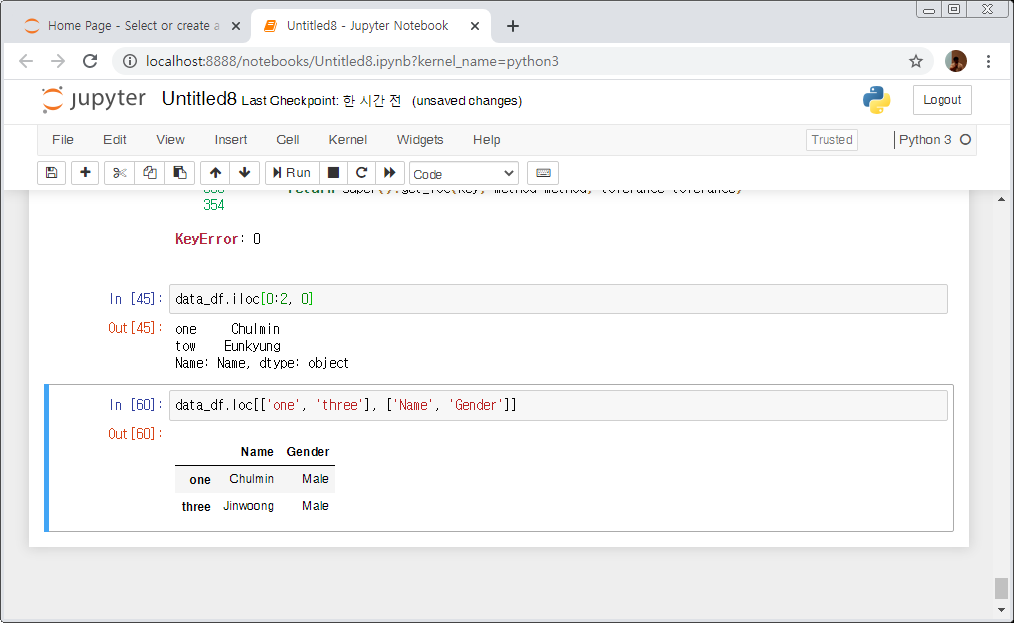 Home Page - Select or create a
Untitled8 - Jupyter Notebook
localhost:8888/notebooks/Untitled8.ipynb?kernel_name=python3
jupyter Untitled8 Last Checkpoint: 한 시간 전 (unsaved changes)
Logout
File Edit View Insert Cell Kernel Widgets Help Trusted Python 3
Run Code
354
KeyError: 0
In [45]: data_df.iloc[0:2, 0]
Out[45]: one Chulmin
tow Eunkyung
Name: Name, dtype: object
In [60]: data_df.loc[['one', 'three'], ['Name', 'Gender']]
Out[60]:
Name Gender
one Chulmin Male
three Jinwoong Male